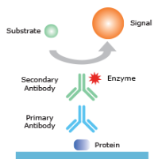 Signal
Substrate
Enzyme
Secondary
Antibody
Primary
Antibody
Protein